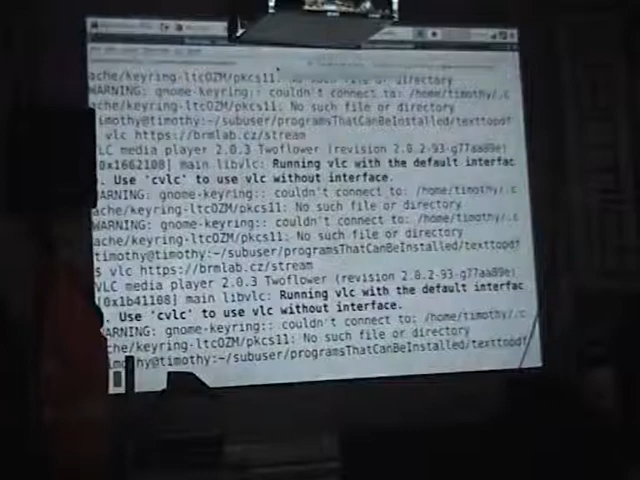 ache/keyring-ltcOZM/pkcs11: No such file or directory
WARNING: gnome-keyring:: couldn't connect to: /home/timothy/.c
ache/keyring-ltcOZM/pkcs11: No such file or directory
imothy@timothy:~/subuser/programsThatCanBeInstalled/texttopdf
vlc https://brmlab.cz/stream
LC media player 2.0.3 Twoflower (revision 2.0.2-93-g77aa89e)
[0x1662108] main libvlc: Running vlc with the default interfac
. Use 'cvlc' to use vlc without interface.
ARNING: gnome-keyring:: couldn't connect to: /home/timothy/.c
ache/keyring-ltcOZM/pkcs11: No such file or directory
WARNING: gnome-keyring:: couldn't connect to: /home/timothy/.c
ache/keyring-ltcOZM/pkcs11: No such file or directory
timothy@timothy:~/subuser/programsThatCanBeInstalled/texttopdf
$ vlc https://brmlab.cz/stream
VLC media player 2.0.3 Twoflower (revision 2.0.2-93-g77aa89e)
[0x1b41108] main libvlc: Running vlc with the default interfac
. Use 'cvlc' to use vlc without interface.
ARNING: gnome-keyring:: couldn't connect to: /home/timothy/.c
che/keyring-ltcOZM/pkcs11: No such file or directory
imothy@timothy:~/subuser/programsThatCanBeInstalled/texttopdf